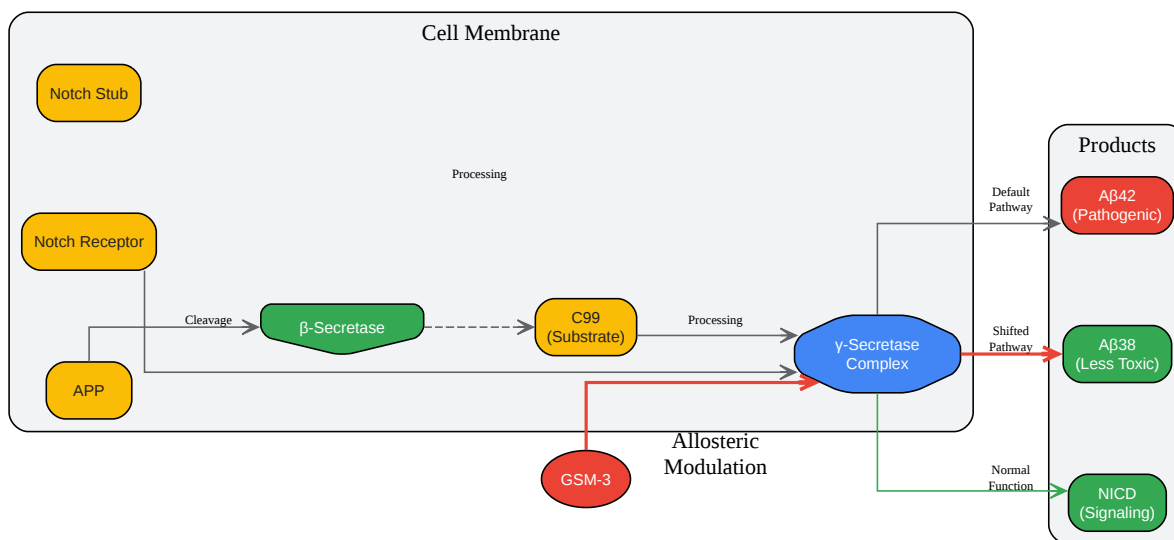 Cell Membrane
Notch Stub
Processing
Notch Receptor
Cleavage
β-Secretase
C99
(Substrate)
Processing
γ-Secretase
Complex
APP
GSM-3
Allosteric
Modulation
Default
Pathway
Shifted
Pathway
Normal
Function
Products
Aβ42
(Pathogenic)
Aβ38
(Less Toxic)
NICD
(Signaling)